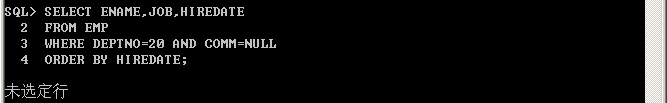 SQL> SELECT ENAME,JOB,HIREDATE
2 FROM EMP
3 WHERE DEPTNO=20 AND COMM=NULL
4 ORDER BY HIREDATE;
未选定行